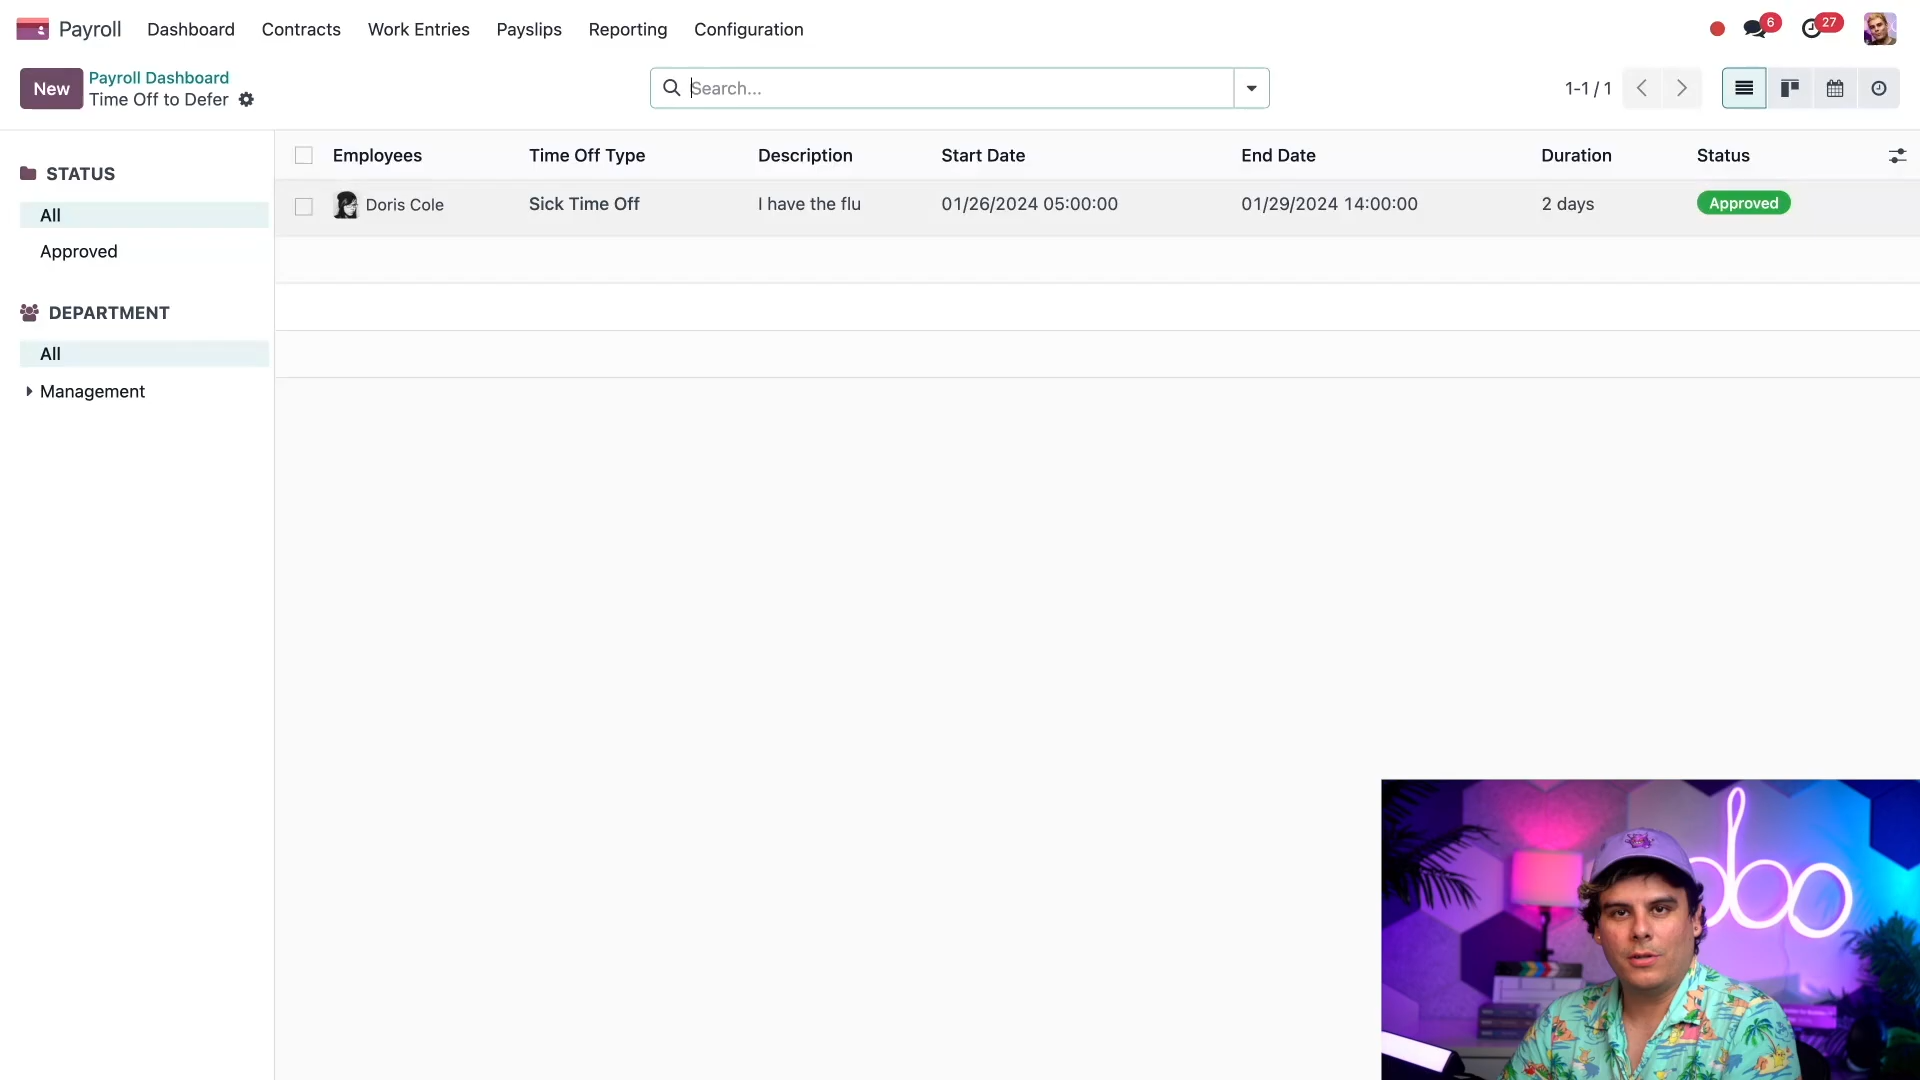 Payroll Dashboard Contracts Work Entries Payslips Reporting Configuration 6 27
New Payroll Dashboard
Time Off to Defer
Search...
1-1 / 1
STATUS
All
Approved
DEPARTMENT
All
Management
Employees Time Off Type Description Start Date End Date Duration Status
Doris Cole Sick Time Off I have the flu 01/26/2024 05:00:00 01/29/2024 14:00:00 2 days Approved